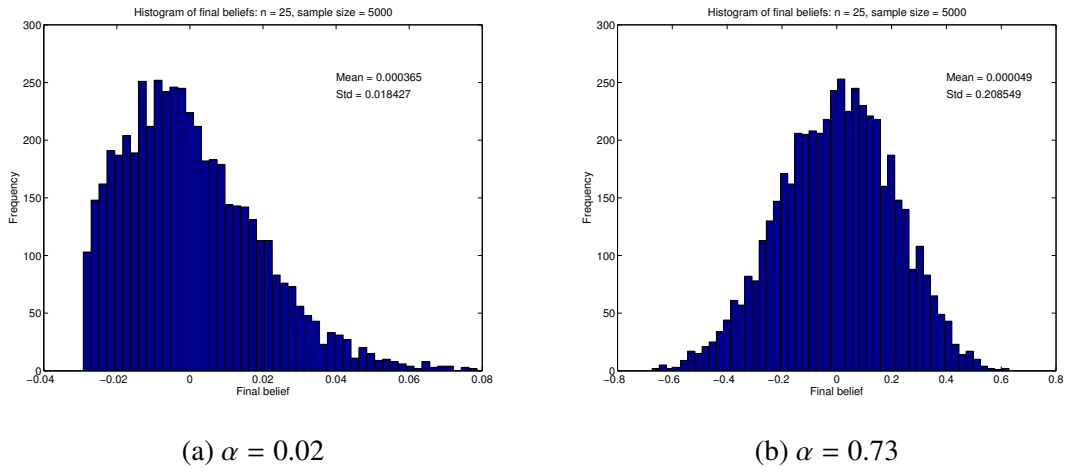 Histogram of final beliefs: n = 25, sample size = 5000
300
250
200
150
100
50
0
Frequency
Mean = 0.000365
Std = 0.018427
−0.04
−0.02
0
0.02
0.04
0.06
0.08
Final belief
(a) α = 0.02
Histogram of final beliefs: n = 25, sample size = 5000
300
250
200
150
100
50
0
Frequency
Mean = 0.000049
Std = 0.208549
−0.8
−0.6
−0.4
−0.2
0
0.2
0.4
0.6
0.8
Final belief
(b) α = 0.73